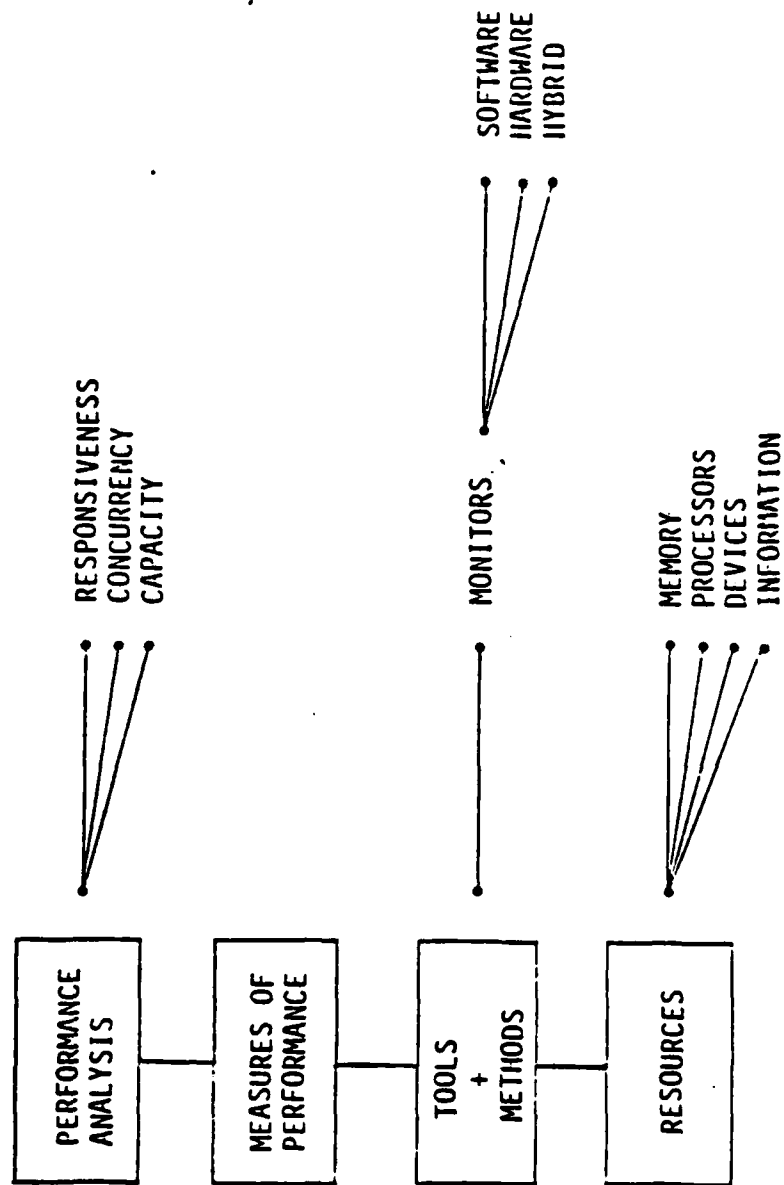 PERFORMANCE
ANALYSIS
RESPONSIVENESS
CONCURRENCY
CAPACITY
MEASURES OF
PERFORMANCE
TOOLS
+
METHODS
MONITORS
SOFTWARE
HARDWARE
HYBRID
RESOURCES
MEMORY
PROCESSORS
DEVICES
INFORMATION